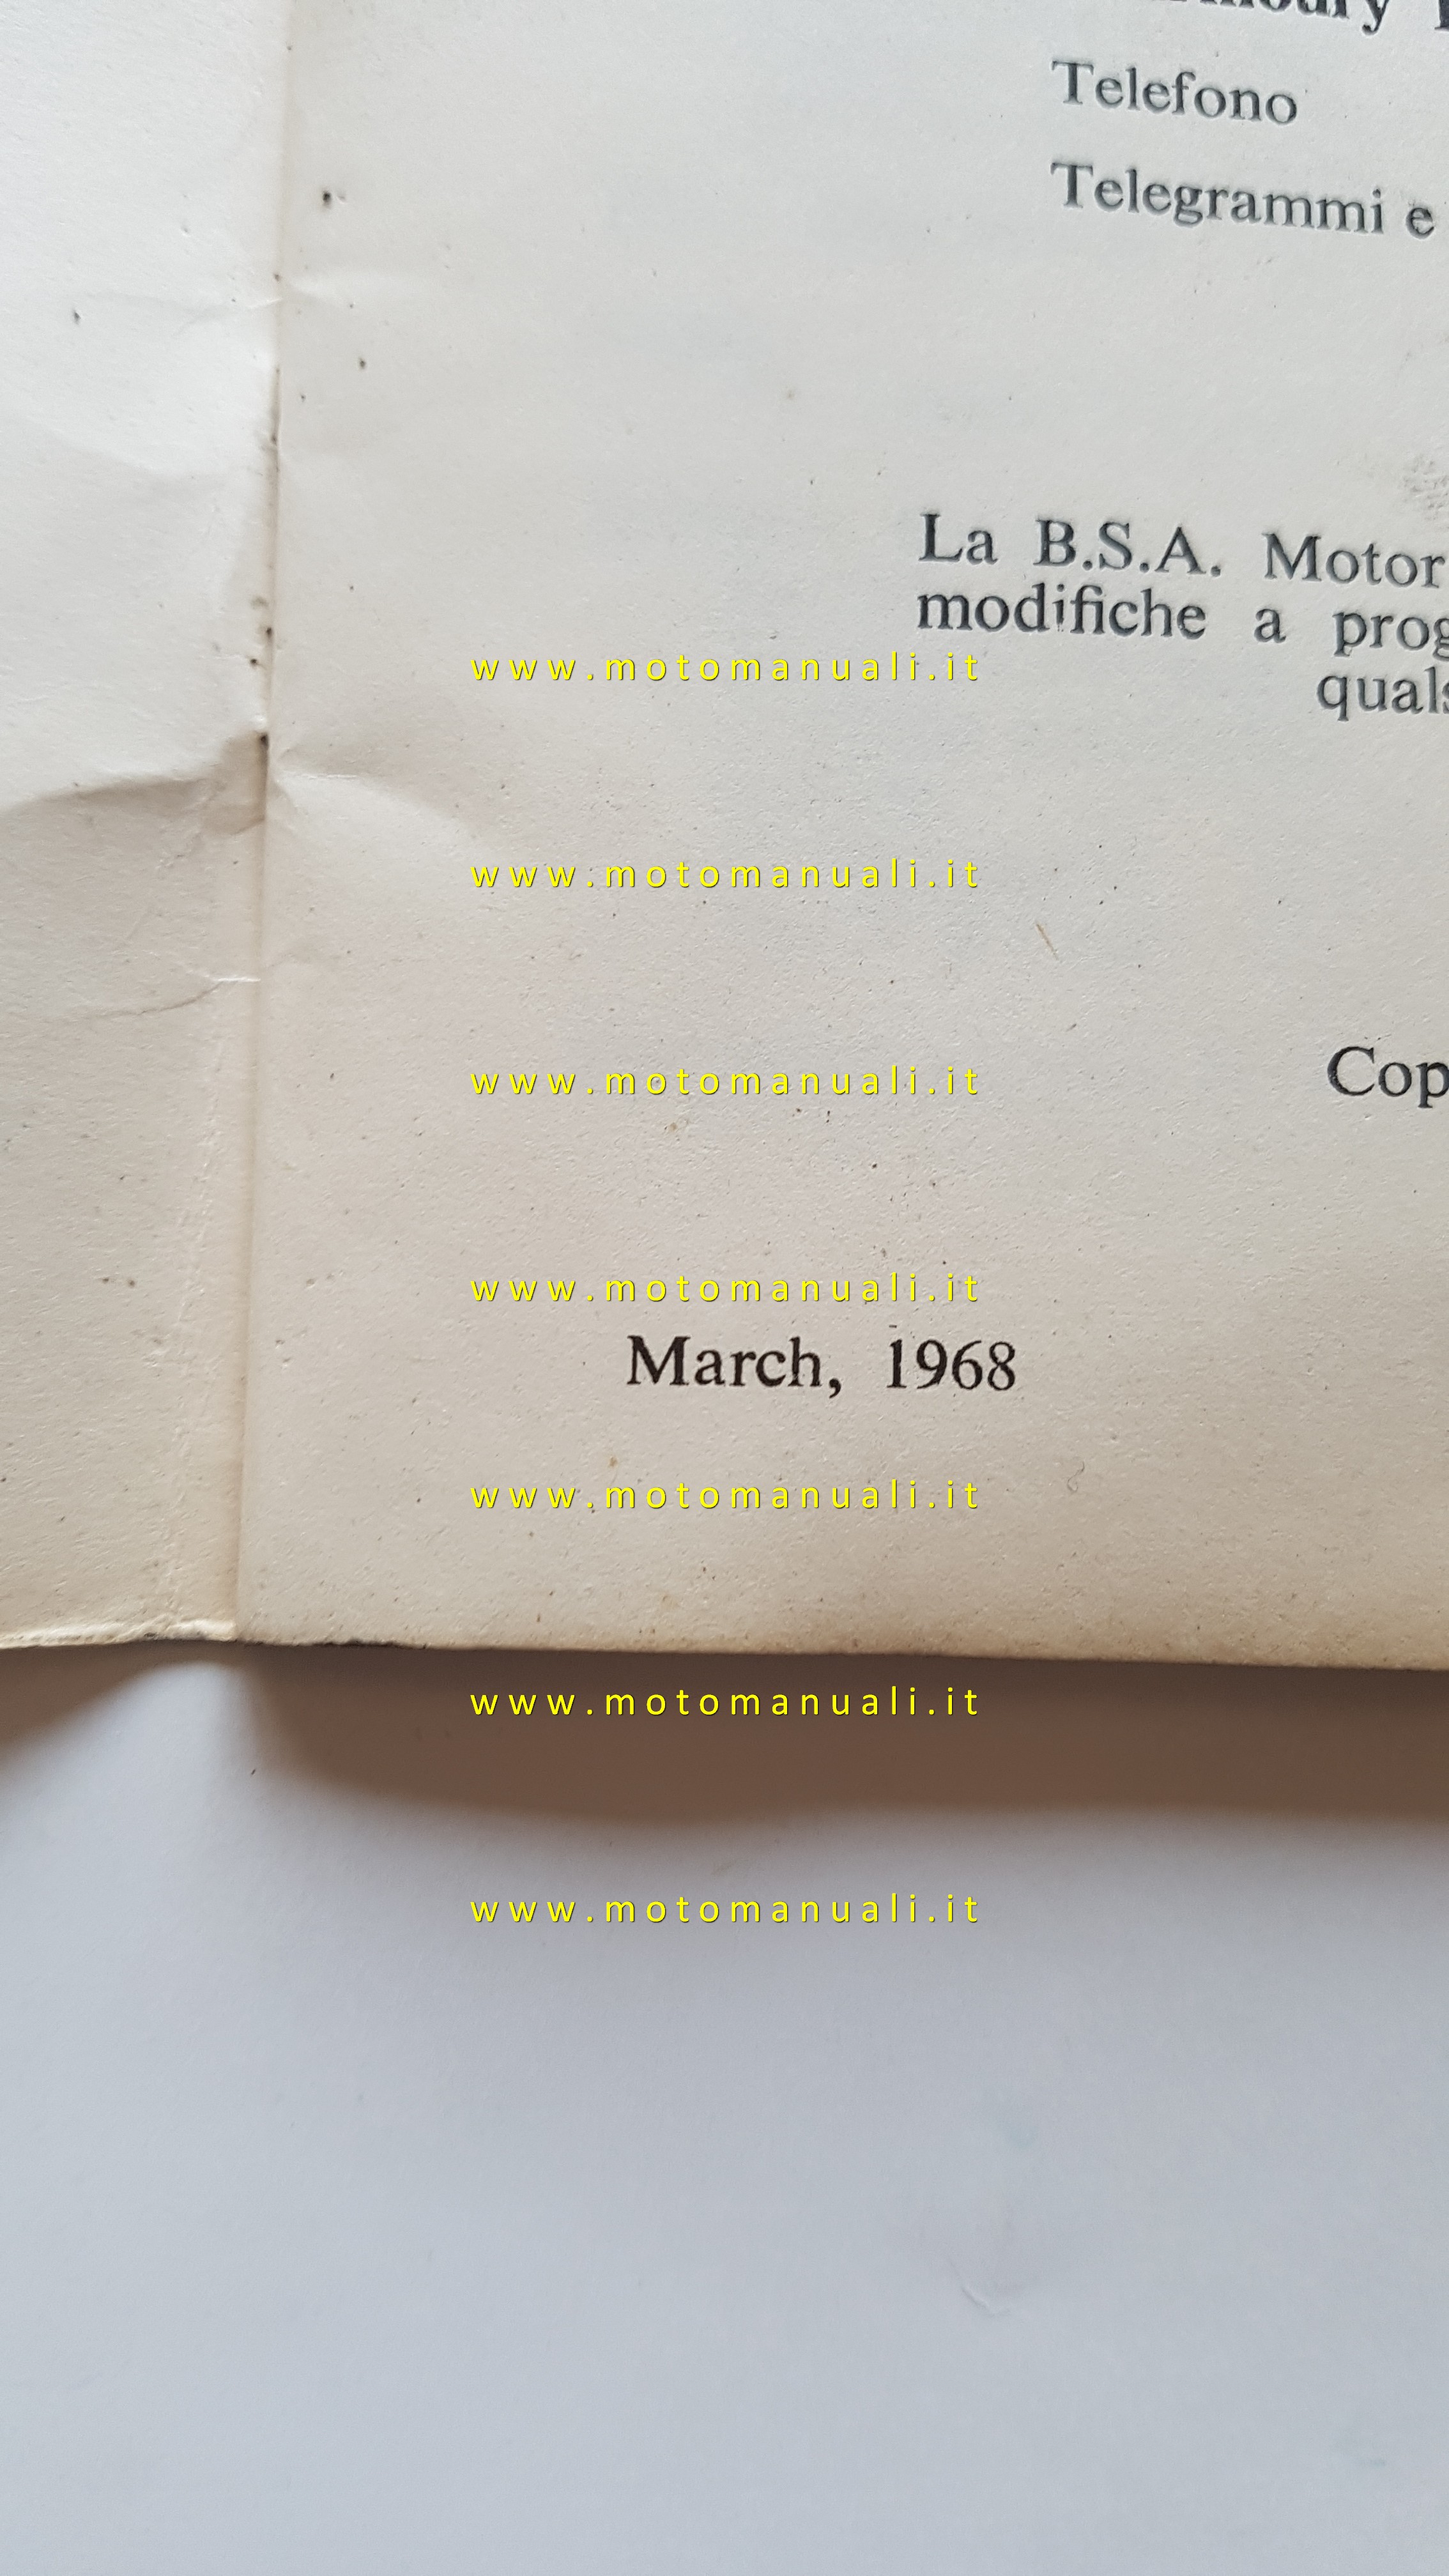 Telefono
Telegrammi e
La B.S.A. Motor
modifiche a prog
quals
www.motomanuali.it
www.motomanuali.it
Cop
www.motomanuali.it
www.motomanuali.it
March, 1968
www.motomanuali.it
www.motomanuali.it
www.motomanuali.it